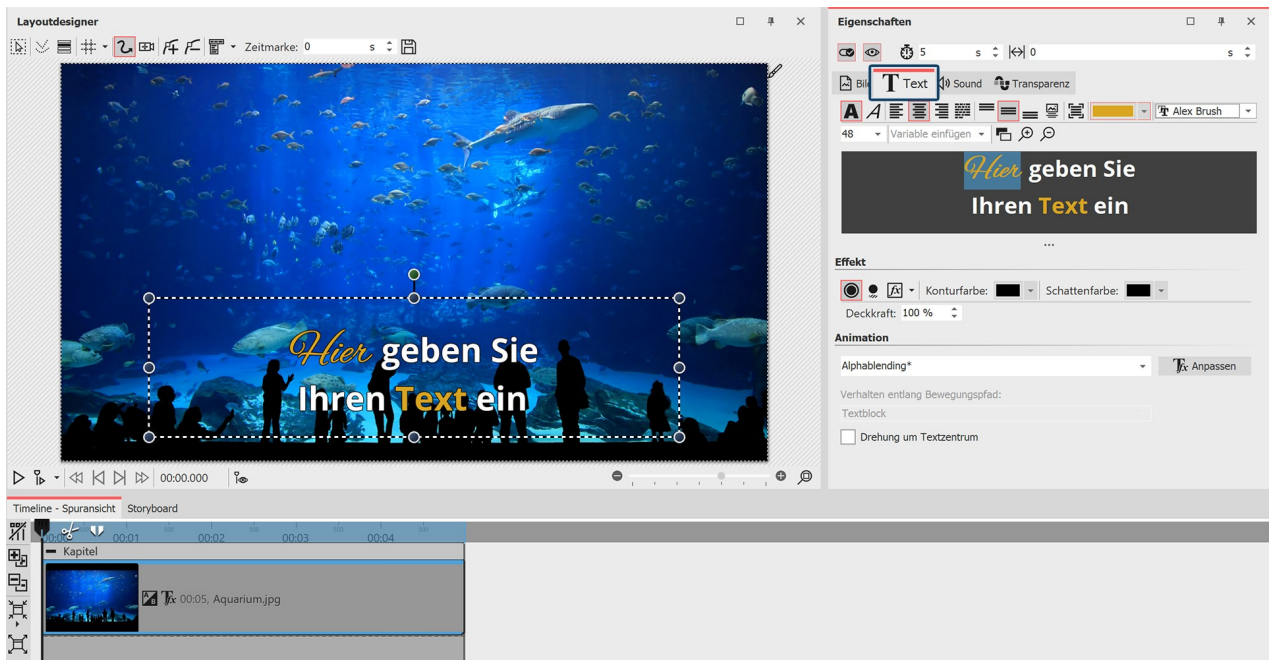 Layoutdesigner
Zeitmarke: 0 s
Hier geben Sie
Ihren Text ein
00:00.000
Eigenschaften
5 s 0 s
Text Sound Transparenz
A A Alex Brush
48 Variable einfügen
Hier geben Sie
Ihren Text ein
...
Effekt
fx Konturfarbe: Schattenfarbe:
Deckkraft: 100 %
Animation
Alphablending* Anpassen
Verhalten entlang Bewegungspfad:
Textblock
Drehung um Textzentrum
Timeline - Spuransicht Storyboard
00:01 00:02 00:03 00:04
Kapitel
00:05, Aquarium.jpg